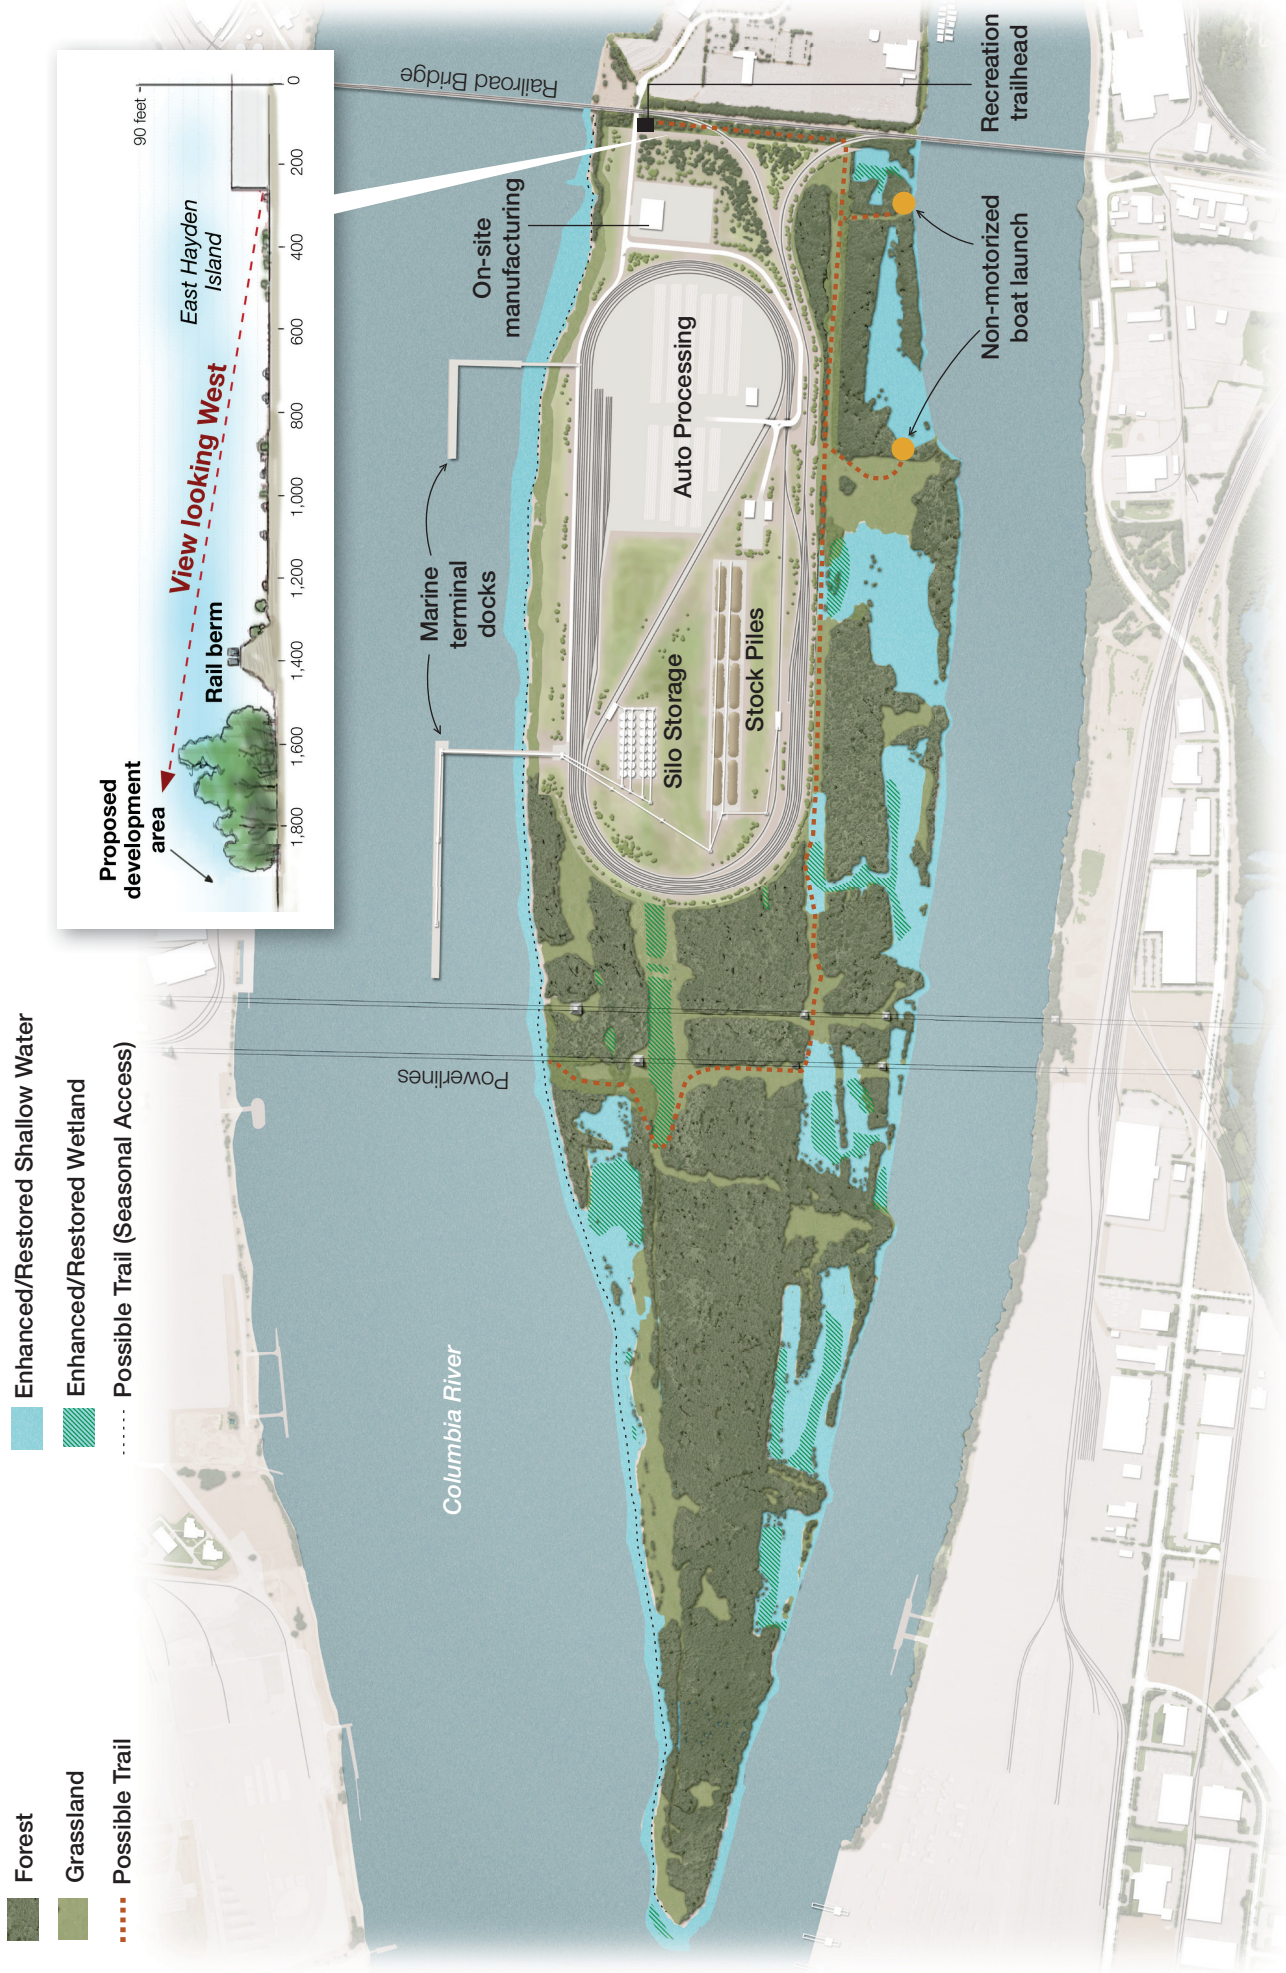 Forest
Grassland
Possible Trail
Enhanced/Restored Shallow Water
Enhanced/Restored Wetland
Possible Trail (Seasonal Access)
Proposed
development
area
Rail berm
View looking West
East Hayden
Island
90 feet
1,800
1,600
1,400
1,200
1,000
800
600
400
200
0
Railroad Bridge
Powerlines
Columbia River
Marine
terminal
docks
On-site
manufacturing
Silo Storage
Stock Piles
Auto Processing
Non-motorized
boat launch
Recreation
trailhead